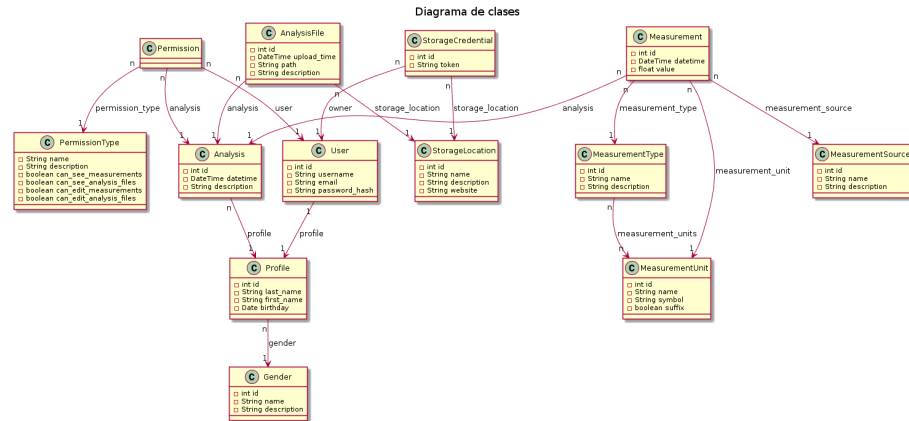 Diagrama de clases
C Permission
C AnalysisFile
int id
DateTime upload_time
String path
String description
C StorageCredential
int id
String token
C Measurement
int id
DateTime datetime
float value
n
n
n
n
n
n
n
n
n
n
permission_type
analysis
user
analysis
storage_location
owner
storage_location
analysis
measurement_type
measurement_unit
measurement_source
1
1
1
1
1
1
1
1
1
1
C PermissionType
String name
String description
boolean can_see_measurements
boolean can_see_analysis_files
boolean can_edit_measurements
boolean can_edit_analysis_files
C Analysis
int id
DateTime datetime
String description
C User
int id
String username
String email
String password_hash
C StorageLocation
int id
String name
String description
String website
C MeasurementType
int id
String name
String description
C MeasurementSource
int id
String name
String description
n
1
n
profile
profile
measurement_units
1
1
n
1
C Profile
int id
String last_name
String first_name
Date birthday
C MeasurementUnit
int id
String name
String symbol
boolean suffix
n
gender
1
C Gender
int id
String name
String description